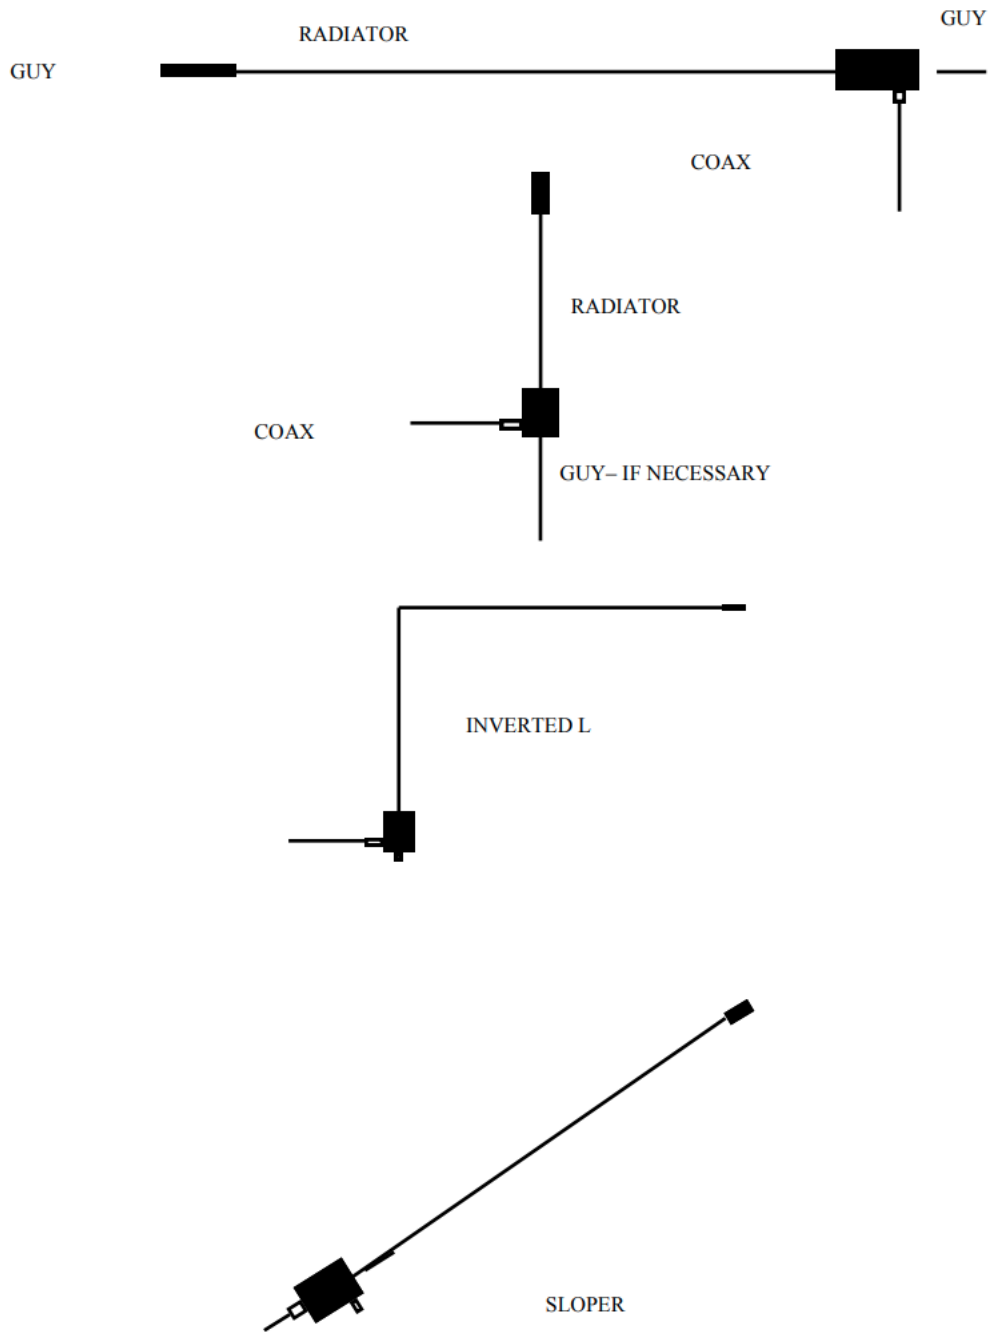 GUY
RADIATOR
GUY
COAX
RADIATOR
COAX
GUY– IF NECESSARY
INVERTED L
SLOPER